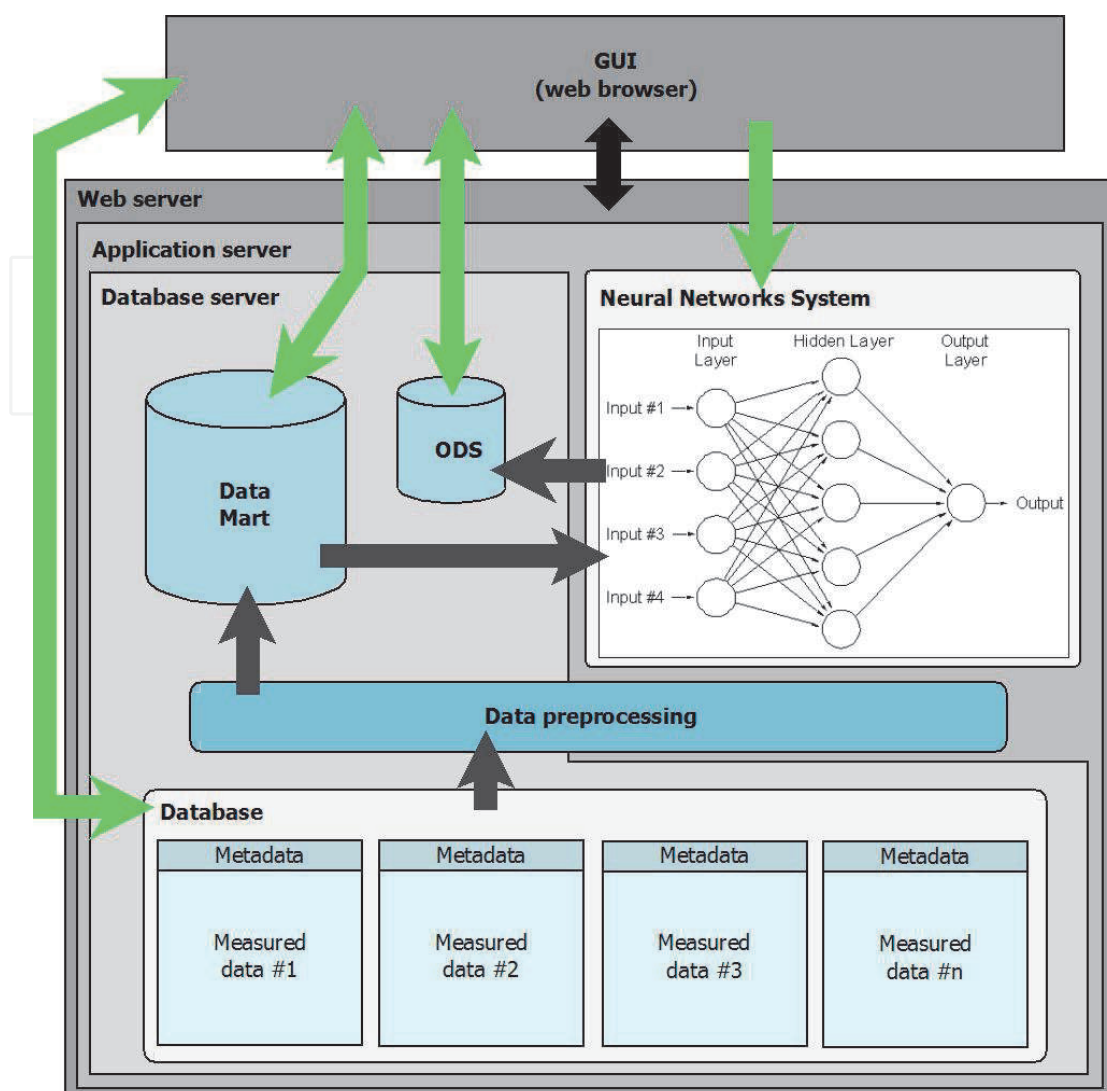 GUI
(web browser)
Web server
Application server
Database server
Neural Networks System
Input
Layer
Hidden Layer
Output
Layer
Input #1
Input #2
Input #3
Input #4
Output
ODS
Data
Mart
Data preprocessing
Database
Metadata
Metadata
Metadata
Metadata
Measured
data #1
Measured
data #2
Measured
data #3
Measured
data #n